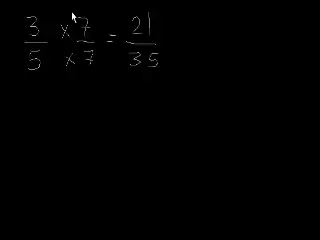 3/5 × 7/× 7 = 21/35